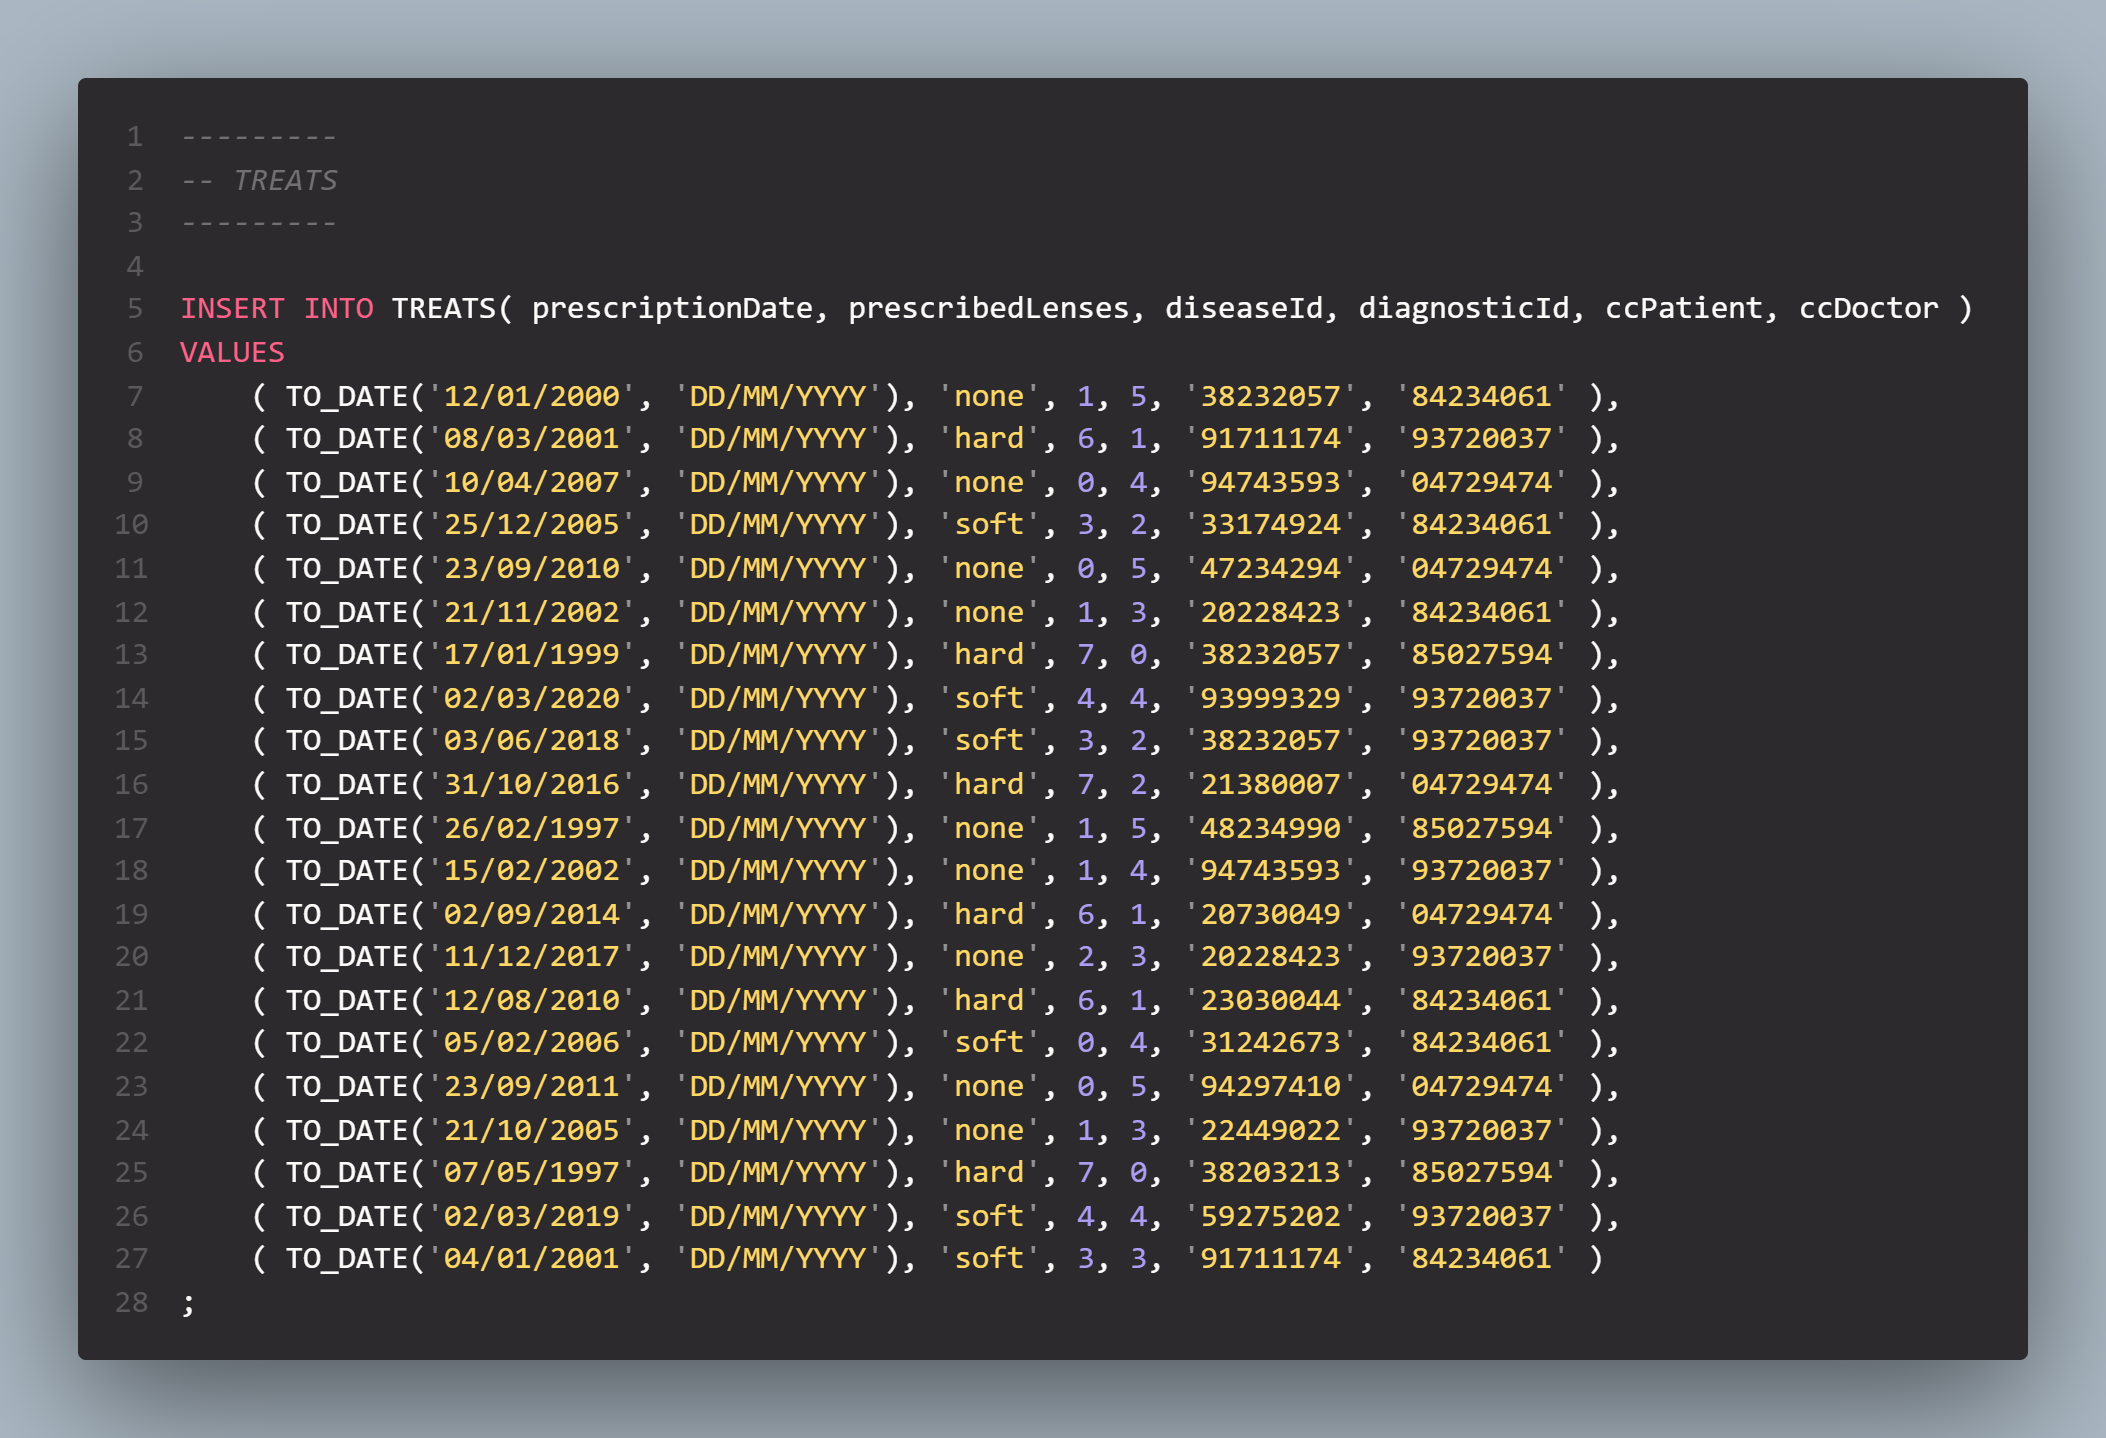 1 ---------
2 -- TREATS
3 ---------
4
5 INSERT INTO TREATS( prescriptionDate, prescribedLenses, diseaseId, diagnosticId, ccPatient, ccDoctor )
6 VALUES
7     ( TO_DATE('12/01/2000', 'DD/MM/YYYY'), 'none', 1, 5, '38232057', '84234061' ),
8     ( TO_DATE('08/03/2001', 'DD/MM/YYYY'), 'hard', 6, 1, '91711174', '93720037' ),
9     ( TO_DATE('10/04/2007', 'DD/MM/YYYY'), 'none', 0, 4, '94743593', '04729474' ),
10     ( TO_DATE('25/12/2005', 'DD/MM/YYYY'), 'soft', 3, 2, '33174924', '84234061' ),
11     ( TO_DATE('23/09/2010', 'DD/MM/YYYY'), 'none', 0, 5, '47234294', '04729474' ),
12     ( TO_DATE('21/11/2002', 'DD/MM/YYYY'), 'none', 1, 3, '20228423', '84234061' ),
13     ( TO_DATE('17/01/1999', 'DD/MM/YYYY'), 'hard', 7, 0, '38232057', '85027594' ),
14     ( TO_DATE('02/03/2020', 'DD/MM/YYYY'), 'soft', 4, 4, '93999329', '93720037' ),
15     ( TO_DATE('03/06/2018', 'DD/MM/YYYY'), 'soft', 3, 2, '38232057', '93720037' ),
16     ( TO_DATE('31/10/2016', 'DD/MM/YYYY'), 'hard', 7, 2, '21380007', '04729474' ),
17     ( TO_DATE('26/02/1997', 'DD/MM/YYYY'), 'none', 1, 5, '48234990', '85027594' ),
18     ( TO_DATE('15/02/2002', 'DD/MM/YYYY'), 'none', 1, 4, '94743593', '93720037' ),
19     ( TO_DATE('02/09/2014', 'DD/MM/YYYY'), 'hard', 6, 1, '20730049', '04729474' ),
20     ( TO_DATE('11/12/2017', 'DD/MM/YYYY'), 'none', 2, 3, '20228423', '93720037' ),
21     ( TO_DATE('12/08/2010', 'DD/MM/YYYY'), 'hard', 6, 1, '23030044', '84234061' ),
22     ( TO_DATE('05/02/2006', 'DD/MM/YYYY'), 'soft', 0, 4, '31242673', '84234061' ),
23     ( TO_DATE('23/09/2011', 'DD/MM/YYYY'), 'none', 0, 5, '94297410', '04729474' ),
24     ( TO_DATE('21/10/2005', 'DD/MM/YYYY'), 'none', 1, 3, '22449022', '93720037' ),
25     ( TO_DATE('07/05/1997', 'DD/MM/YYYY'), 'hard', 7, 0, '38203213', '85027594' ),
26     ( TO_DATE('02/03/2019', 'DD/MM/YYYY'), 'soft', 4, 4, '59275202', '93720037' ),
27     ( TO_DATE('04/01/2001', 'DD/MM/YYYY'), 'soft', 3, 3, '91711174', '84234061' )
28 ;